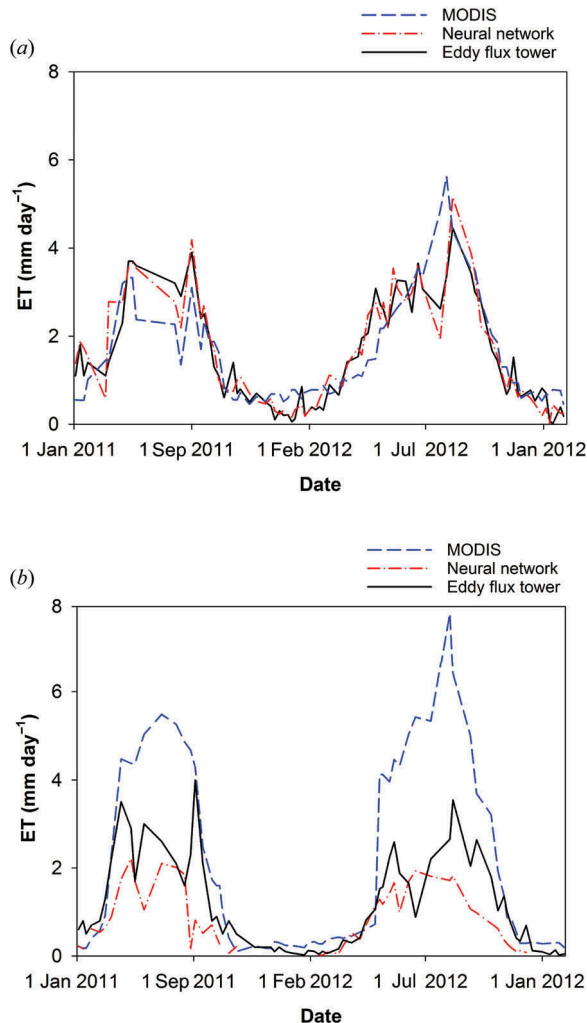 (a)
MODIS
Neural network
Eddy flux tower
8
6
4
2
0
ET (mm day⁻¹)
1 Jan 2011
1 Sep 2011
1 Feb 2012
1 Jul 2012
1 Jan 2012
Date
(b)
MODIS
Neural network
Eddy flux tower
8
6
4
2
0
ET (mm day⁻¹)
1 Jan 2011
1 Sep 2011
1 Feb 2012
1 Jul 2012
1 Jan 2012
Date